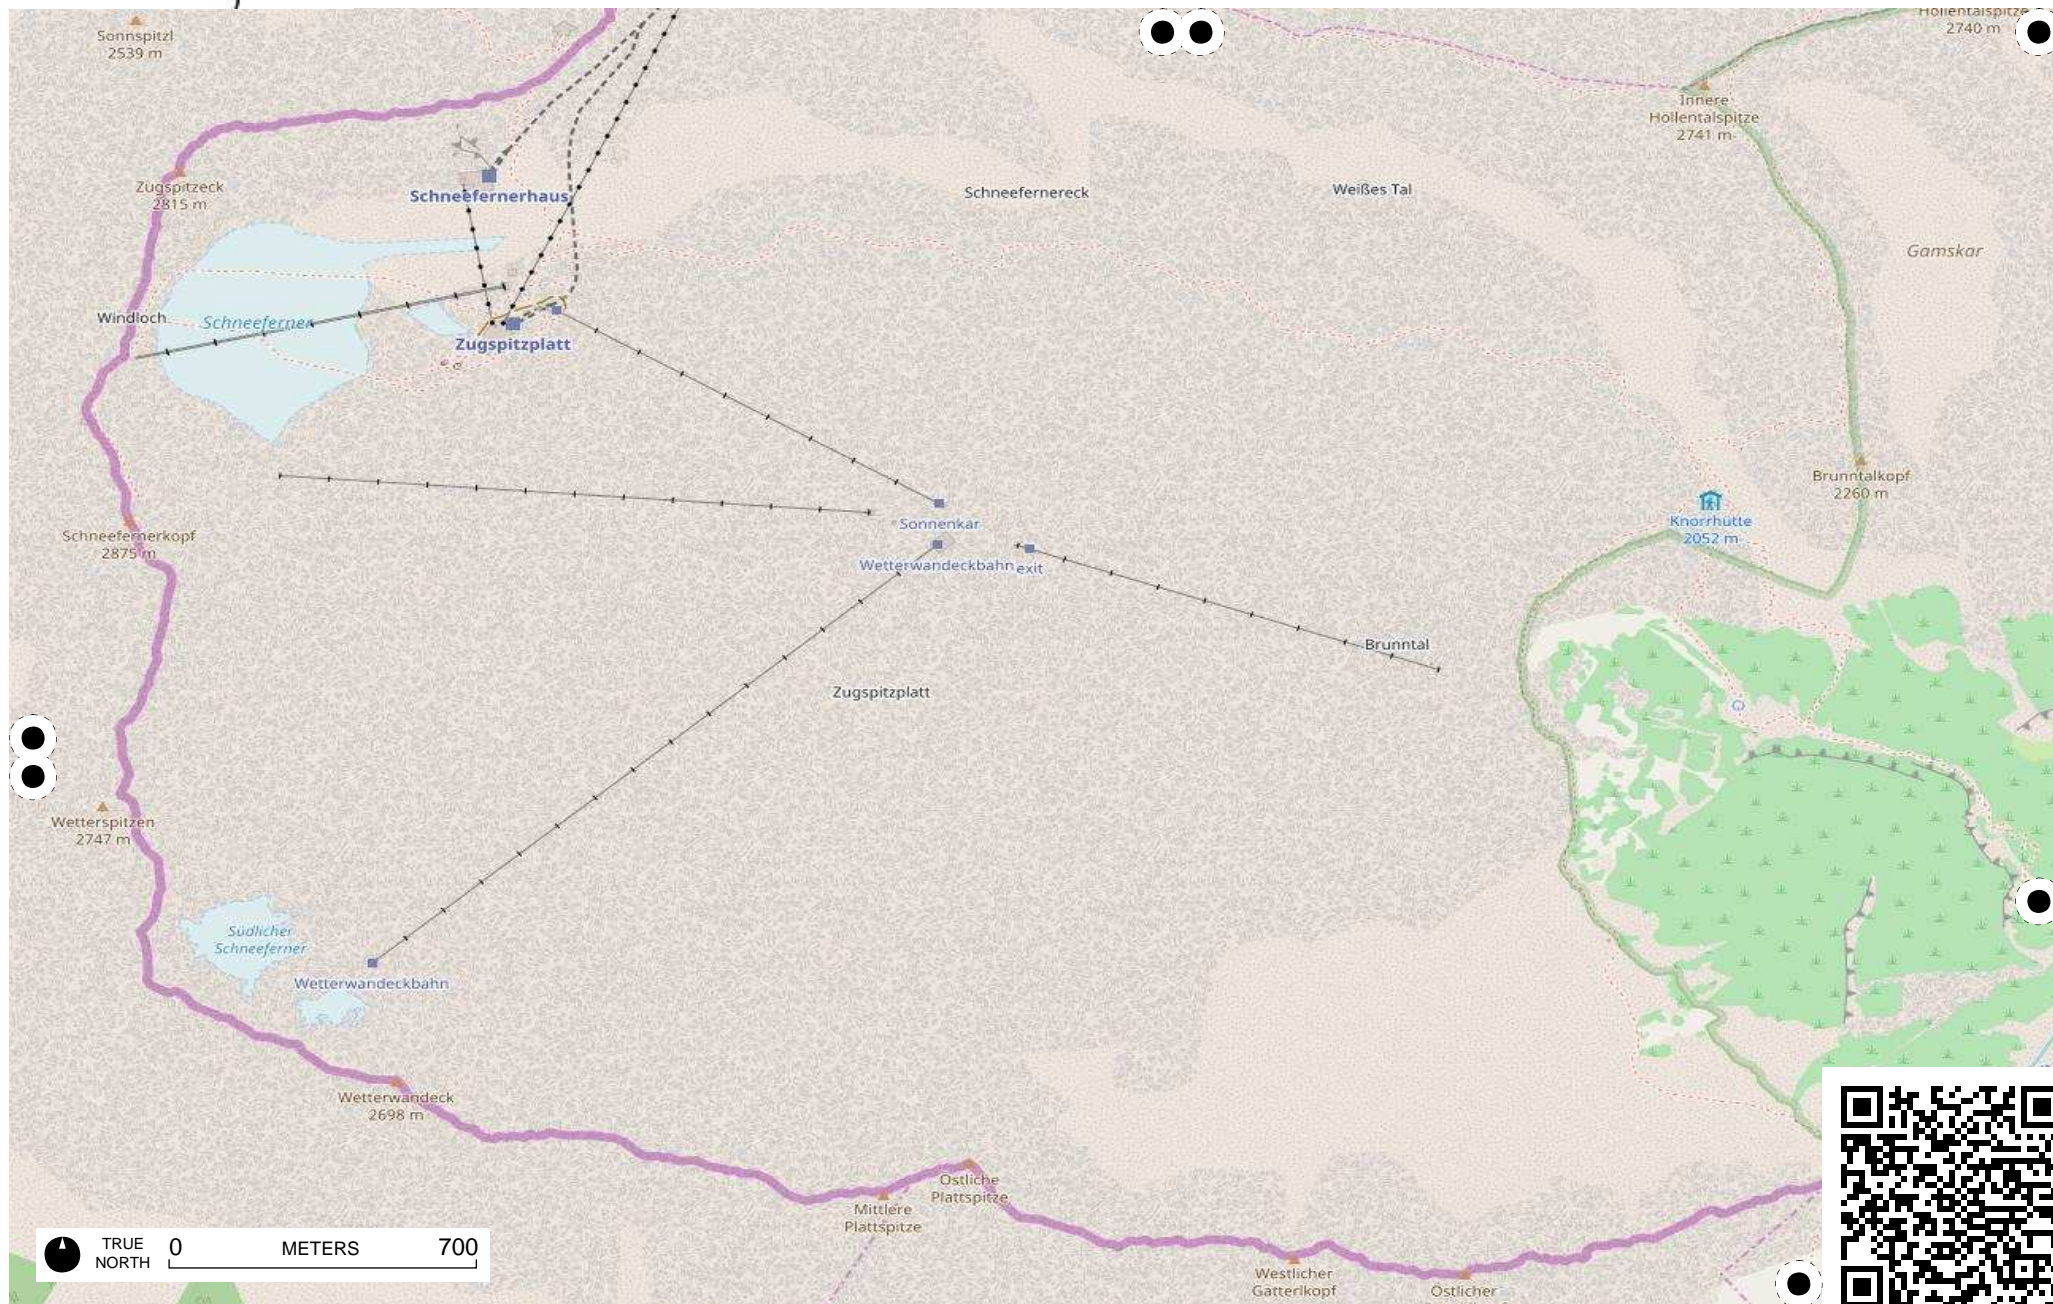 Sonnspitzl
2539 m
Höllentalspitze
2740 m
Innere
Höllentalspitze
2741 m
Zugspitzeck
2815 m
Schneefernerhaus
Schneefernereck
Weißes Tal
Gamskar
Windloch
Schneeferner
Zugspitzplatt
Schneefernerkopf
2875 m
Sonnenkar
Wetterwandeckbahn
exit
Brunntalkopf
2260 m
Knorrhütte
2052 m
Brunntal
Zugspitzplatt
Wetterspitzen
2747 m
Südlicher
Schneeferner
Wetterwandeckbahn
Wetterwandeck
2698 m
Östliche
Plattspitze
Mittlere
Plattspitze
Westlicher
Gatterlkopf
Östlicher
TRUE
NORTH
0 METERS 700